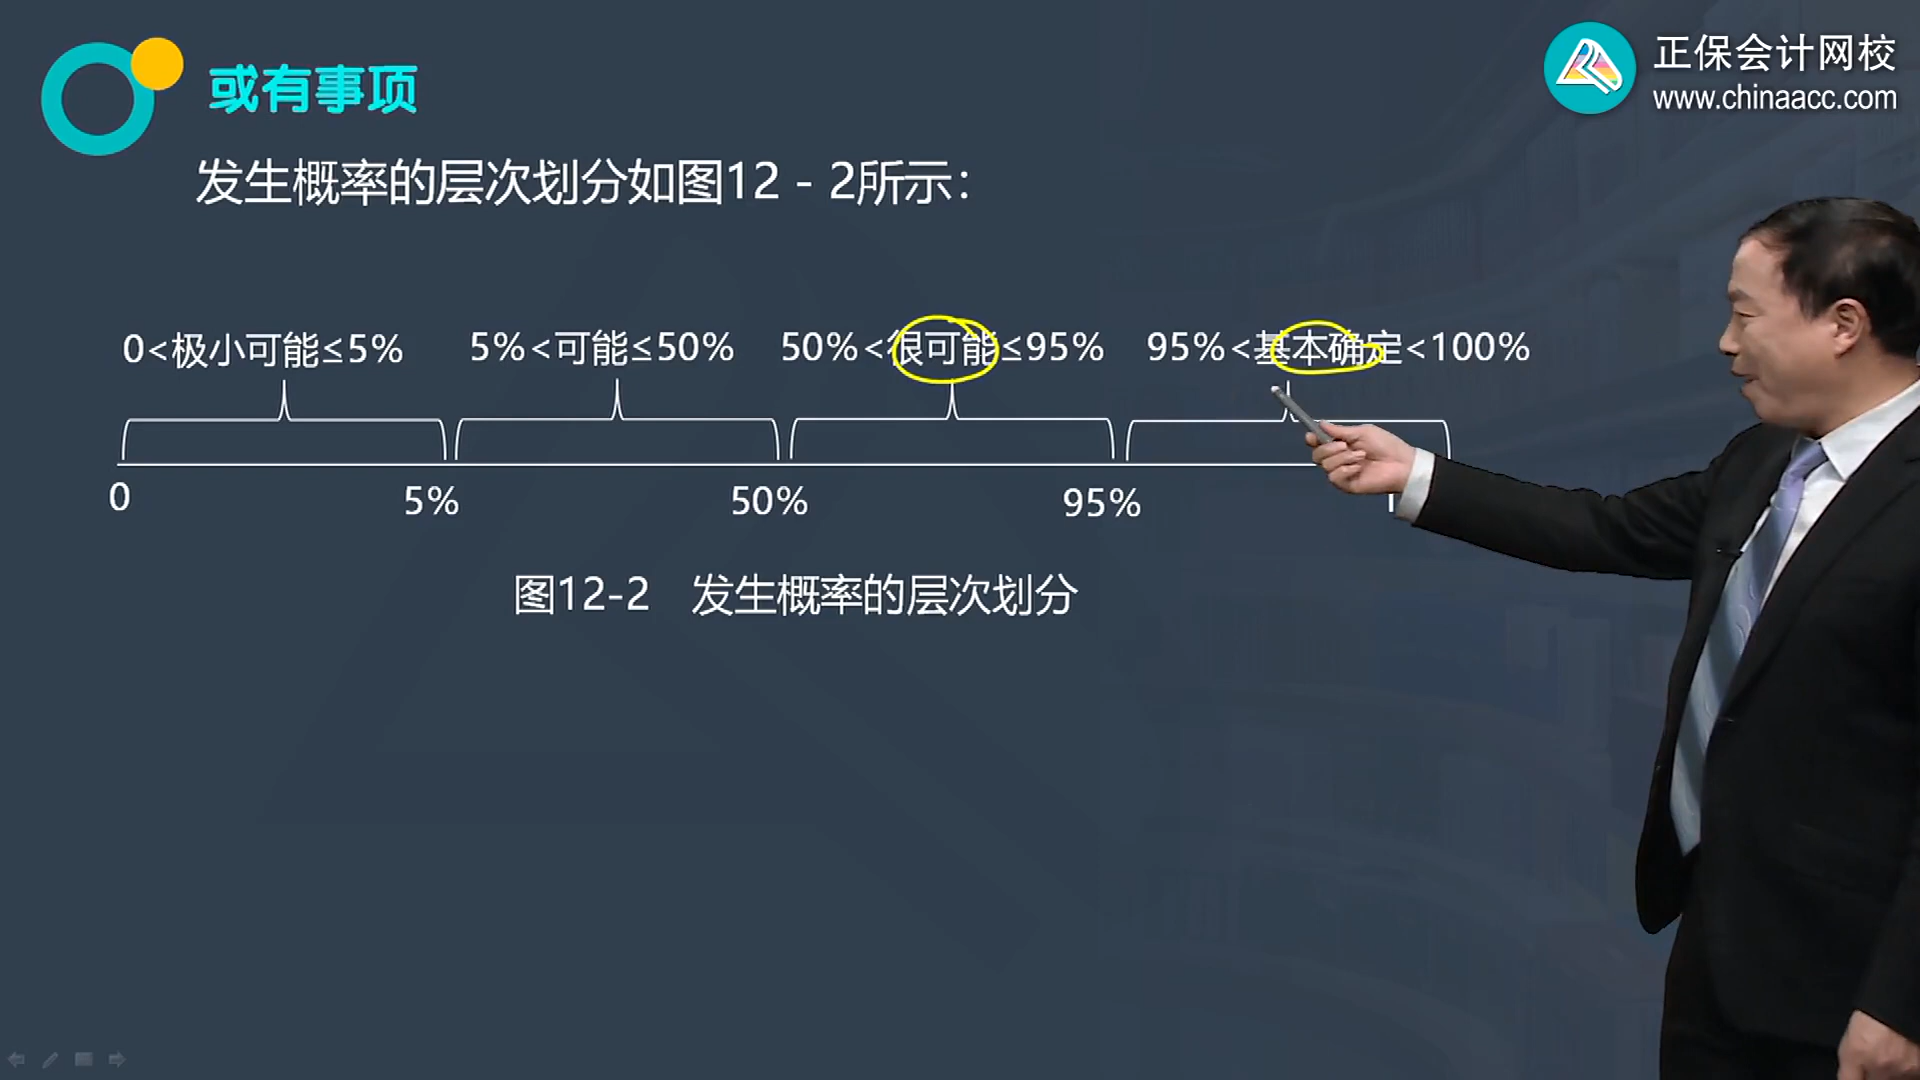 或有事项
正保会计网校
www.chinaacc.com
发生概率的层次划分如图12－2所示：
0<极小可能≤5%
5%<可能≤50%
50%<很可能≤95%
95%<基本确定<100%
0
5%
50%
95%
图12-2 发生概率的层次划分